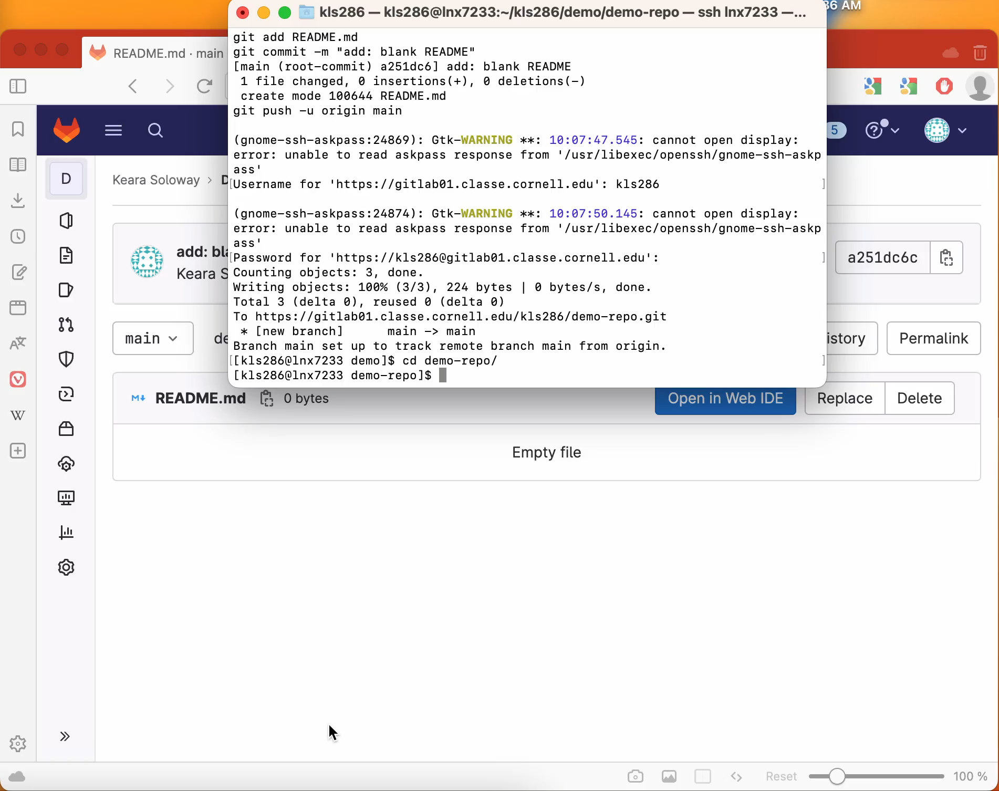 kls286 — kls286@lnx7233:~/kls286/demo/demo-repo — ssh lnx7233 —...
36 AM
README.md · main
git add README.md
git commit -m "add: blank README"
[main (root-commit) a251dc6] add: blank README
1 file changed, 0 insertions(+), 0 deletions(-)
create mode 100644 README.md
git push -u origin main
(gnome-ssh-askpass:24869): Gtk-WARNING **: 10:07:47.545: cannot open display:
error: unable to read askpass response from '/usr/libexec/openssh/gnome-ssh-askp
ass'
[Username for 'https://gitlab01.classe.cornell.edu': kls286 ]
(gnome-ssh-askpass:24874): Gtk-WARNING **: 10:07:50.145: cannot open display:
error: unable to read askpass response from '/usr/libexec/openssh/gnome-ssh-askp
ass'
[Password for 'https://kls286@gitlab01.classe.cornell.edu': ]
Counting objects: 3, done.
Writing objects: 100% (3/3), 224 bytes | 0 bytes/s, done.
Total 3 (delta 0), reused 0 (delta 0)
To https://gitlab01.classe.cornell.edu/kls286/demo-repo.git
* [new branch]      main -> main
Branch main set up to track remote branch main from origin.
[[kls286@lnx7233 demo]$ cd demo-repo/ ]
[kls286@lnx7233 demo-repo]$
5
D
Keara Soloway > D
add: bla
Keara S
a251dc6c
main
de
istory
Permalink
README.md
0 bytes
Open in Web IDE
Replace
Delete
Empty file
W
Reset
100 %